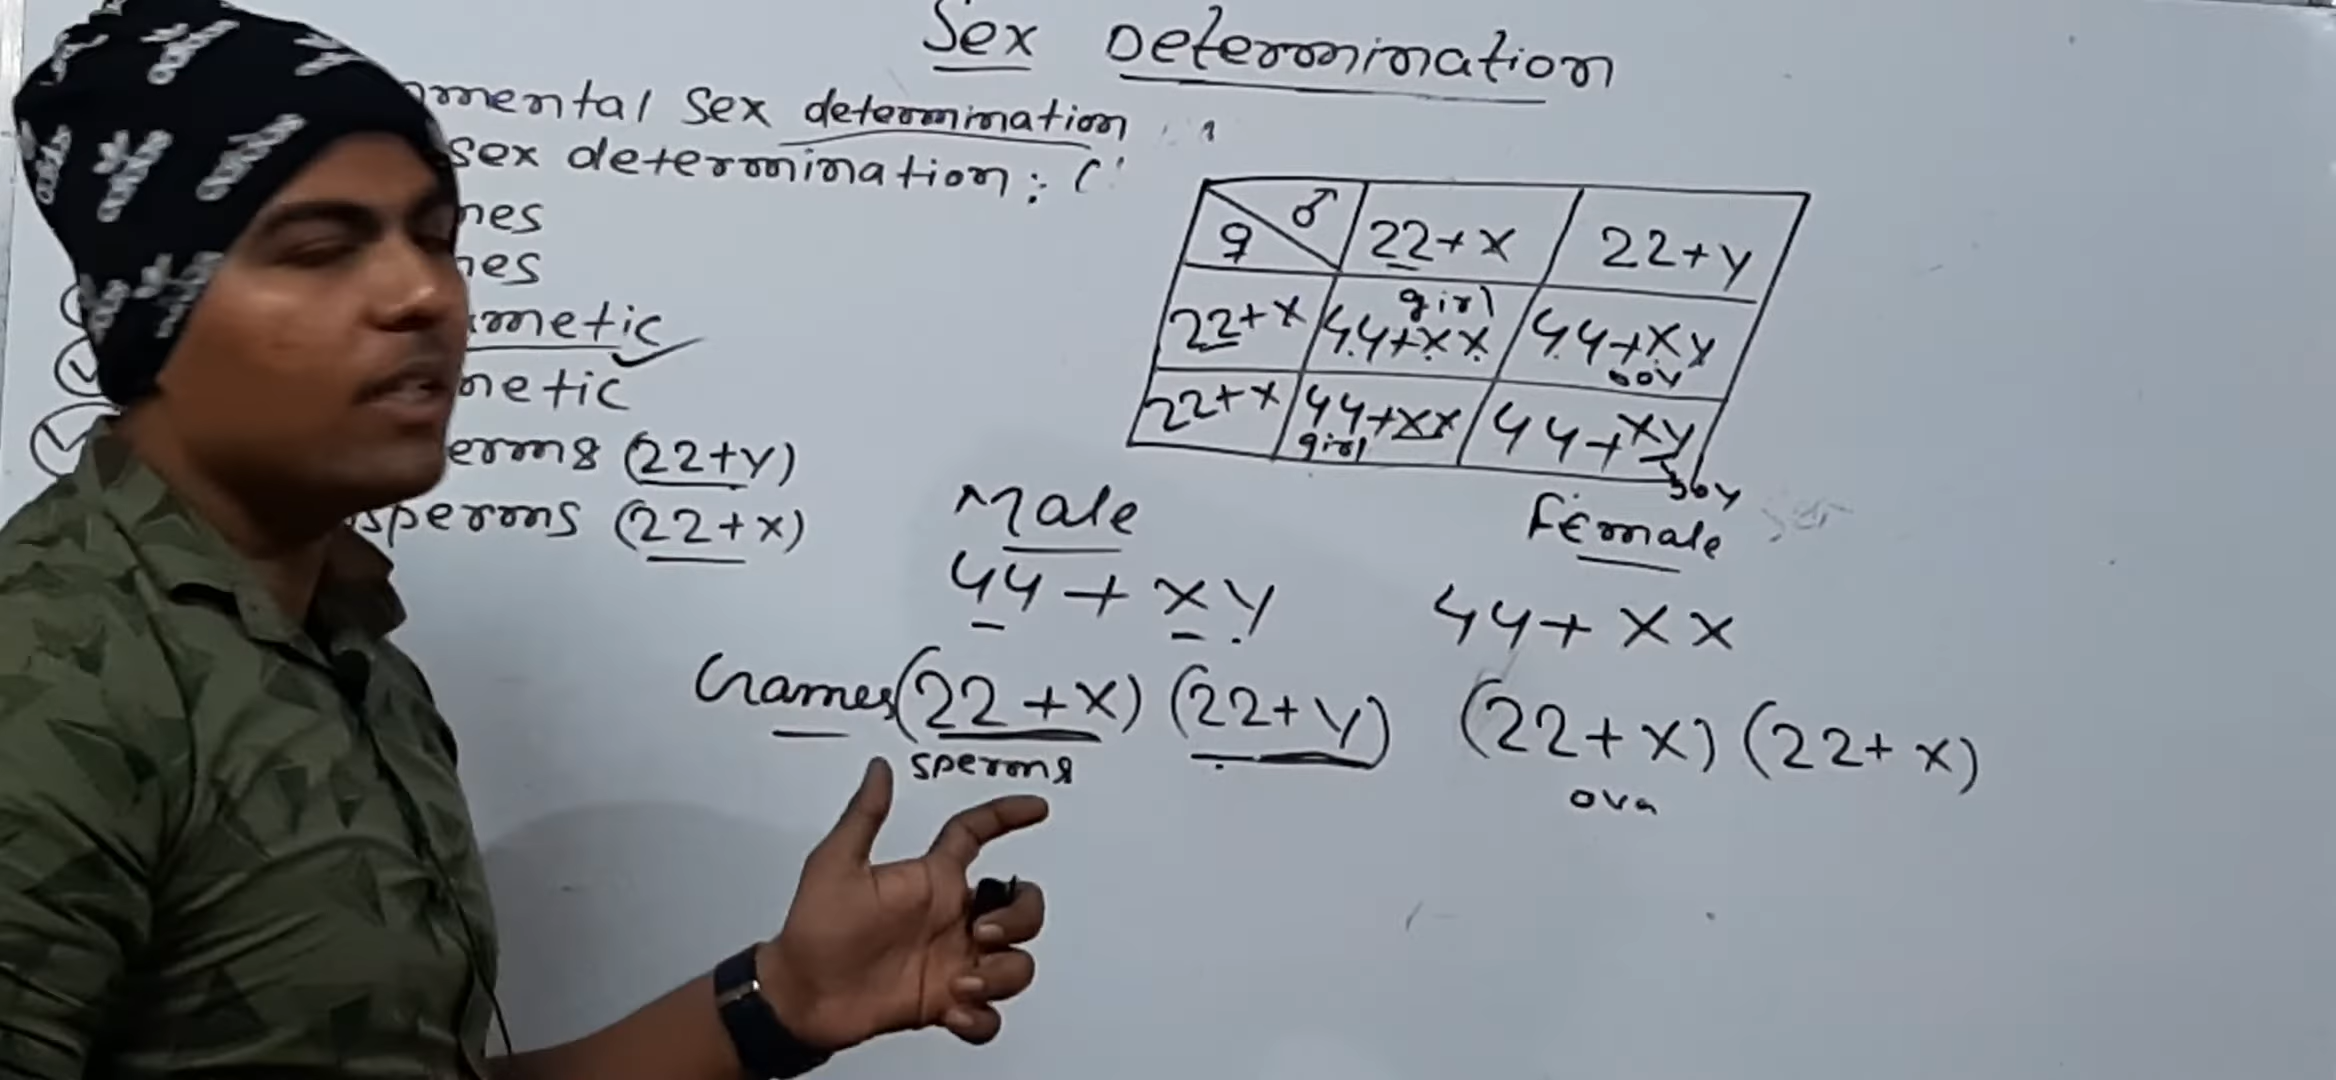 Sex Determination
mental Sex determination
sex determination:
nes
nes
metic
netic
erms (22+y)
sperms (22+x)
♀ ♂ 22+x 22+y
girl
22+x 44+xx 44+xy
boy
22+x 44+xx 44+xy
girl boy
Male Female
44+xy 44+xx
Games (22+x) (22+y) (22+x) (22+x)
sperms ova